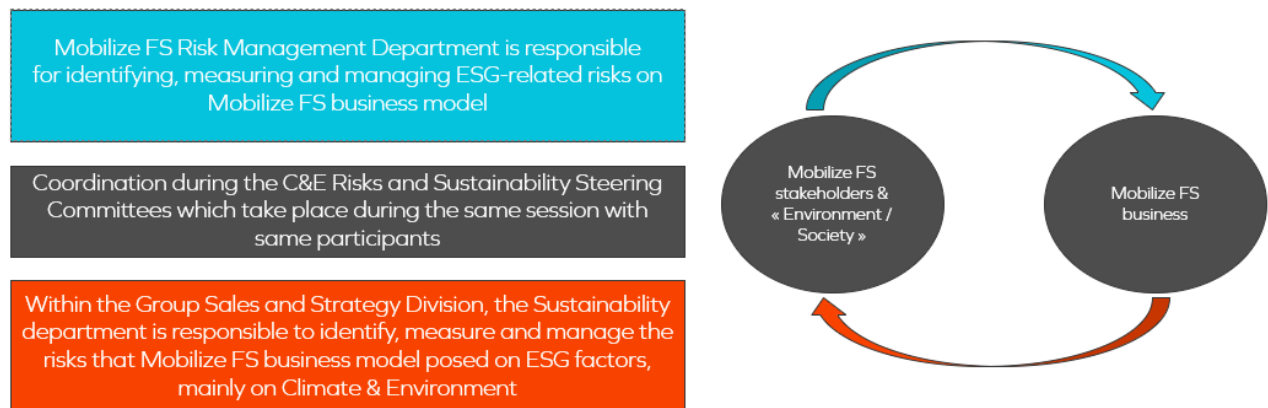 Mobilize FS Risk Management Department is responsible
for identifying, measuring and managing ESG-related risks on
Mobilize FS business model
Coordination during the C&E Risks and Sustainability Steering
Committees which take place during the same session with
same participants
Within the Group Sales and Strategy Division, the Sustainability
department is responsible to identify, measure and manage the
risks that Mobilize FS business model posed on ESG factors,
mainly on Climate & Environment
Mobilize FS
stakeholders &
« Environment /
Society »
Mobilize FS
business